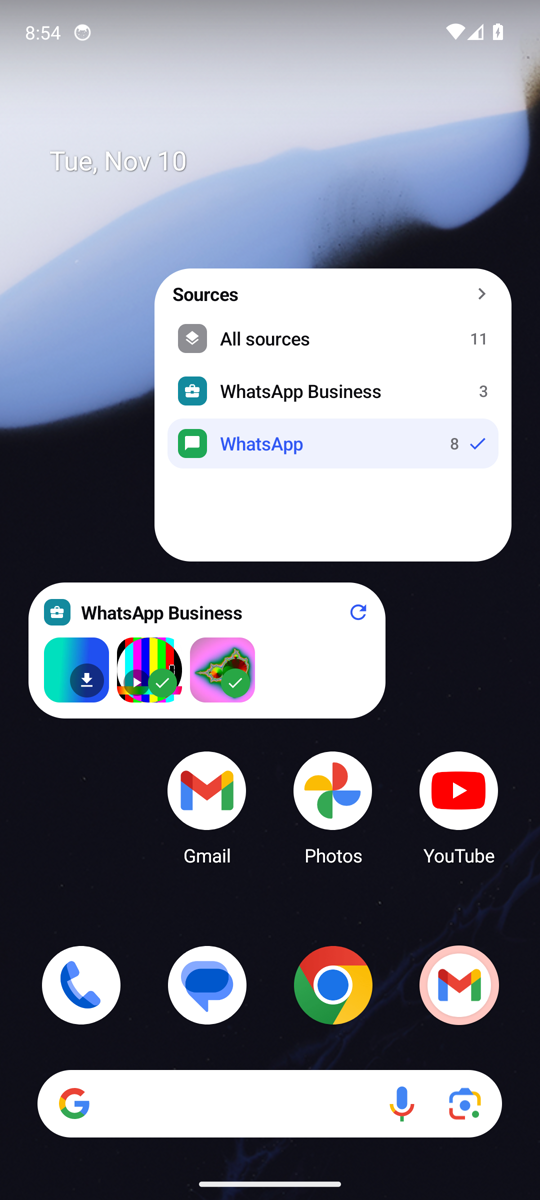 8:54
Tue, Nov 10
Sources
All sources 11
WhatsApp Business 3
WhatsApp 8
WhatsApp Business
Gmail Photos YouTube